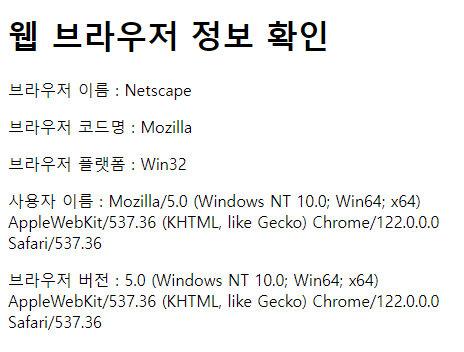 웹 브라우저 정보 확인
브라우저 이름 : Netscape
브라우저 코드명 : Mozilla
브라우저 플랫폼 : Win32
사용자 이름 : Mozilla/5.0 (Windows NT 10.0; Win64; x64)
AppleWebKit/537.36 (KHTML, like Gecko) Chrome/122.0.0.0
Safari/537.36
브라우저 버전 : 5.0 (Windows NT 10.0; Win64; x64)
AppleWebKit/537.36 (KHTML, like Gecko) Chrome/122.0.0.0
Safari/537.36